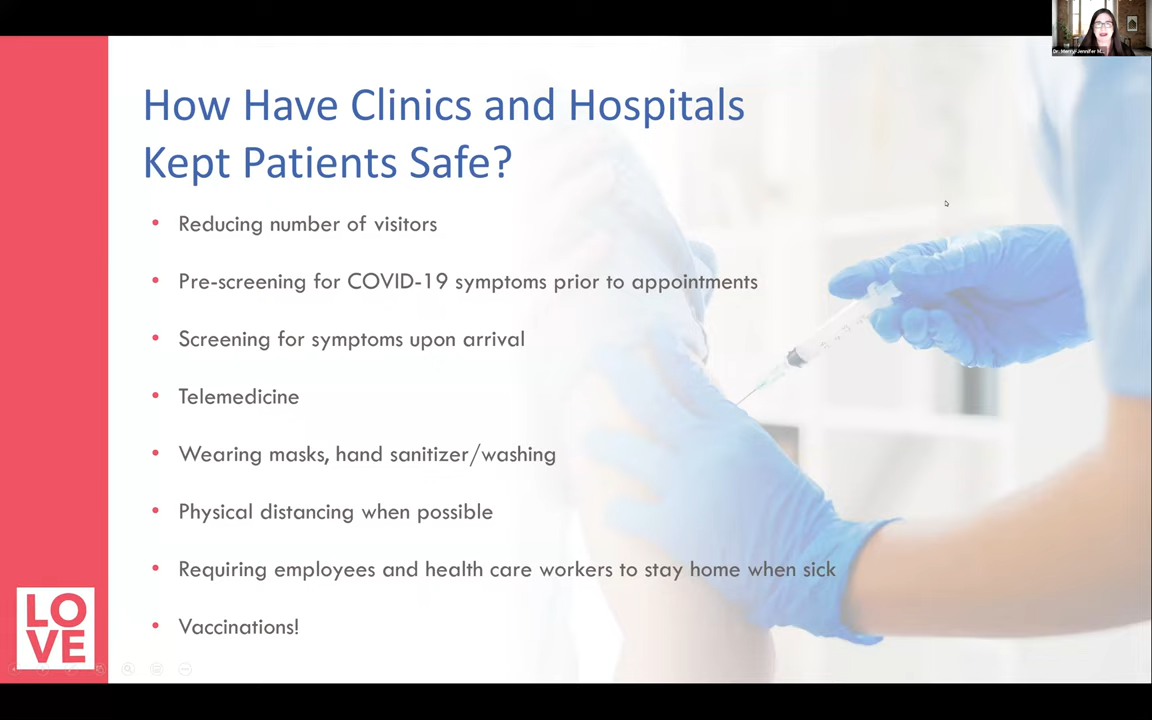 How Have Clinics and Hospitals
Kept Patients Safe?
• Reducing number of visitors
• Pre-screening for COVID-19 symptoms prior to appointments
• Screening for symptoms upon arrival
• Telemedicine
• Wearing masks, hand sanitizer/washing
• Physical distancing when possible
• Requiring employees and health care workers to stay home when sick
• Vaccinations!
LO
VE